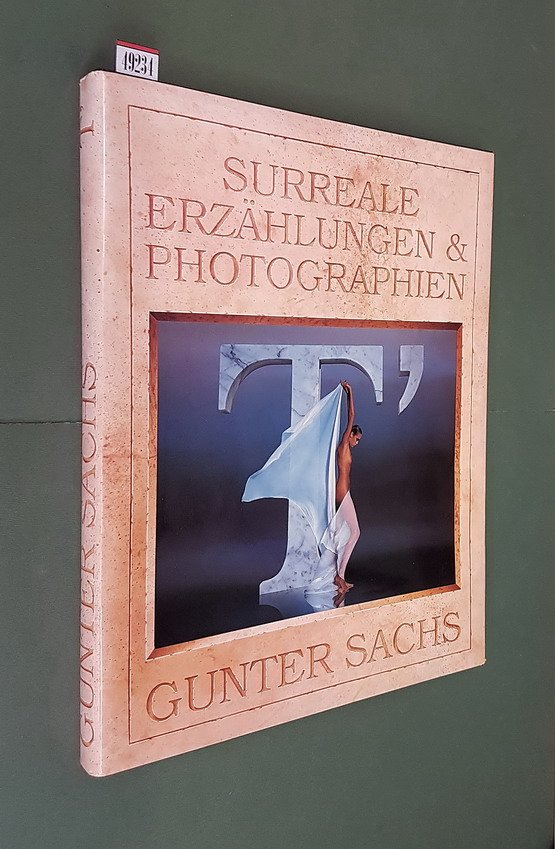 49234
SURREALE
ERZÄHLUNGEN &
PHOTOGRAPHIEN
T'
GUNTER SACHS
GUNTER SACHS
T'